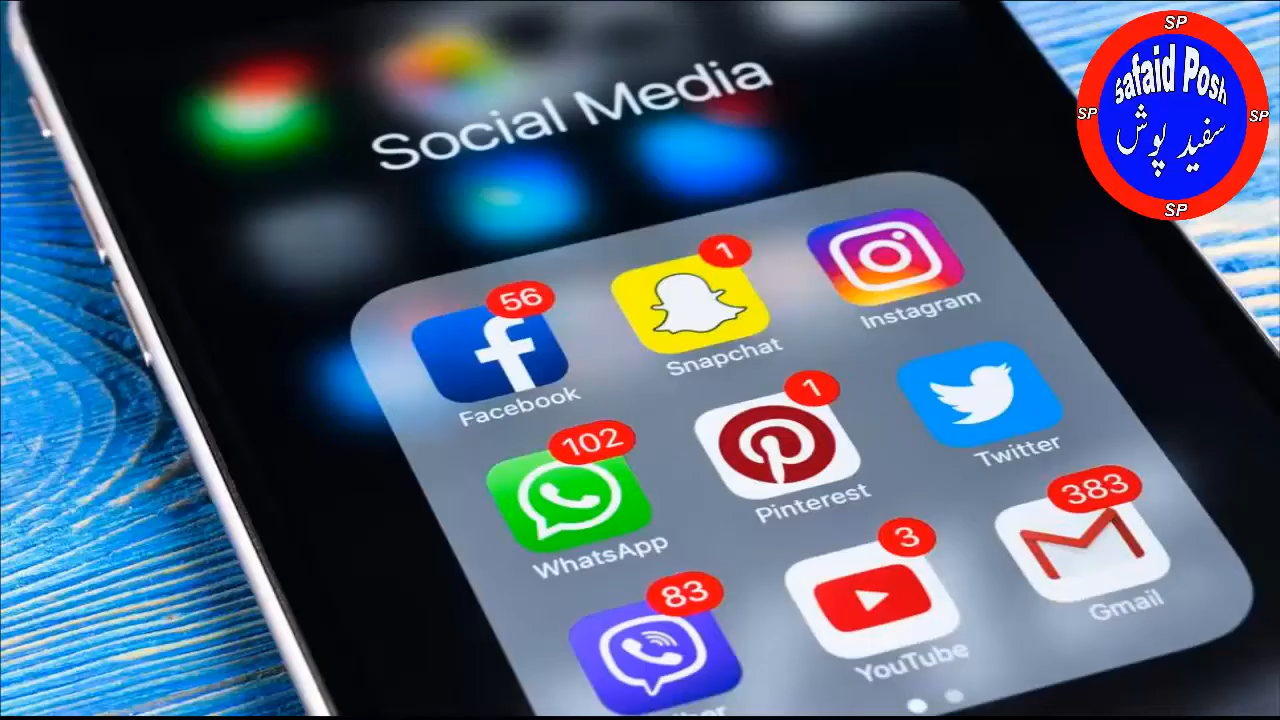 SP
Safaid Posh
SP
سفید پوش
SP
SP
Social Media
56
1
Facebook
Snapchat
Instagram
102
1
WhatsApp
Pinterest
Twitter
83
3
383
YouTube
Gmail